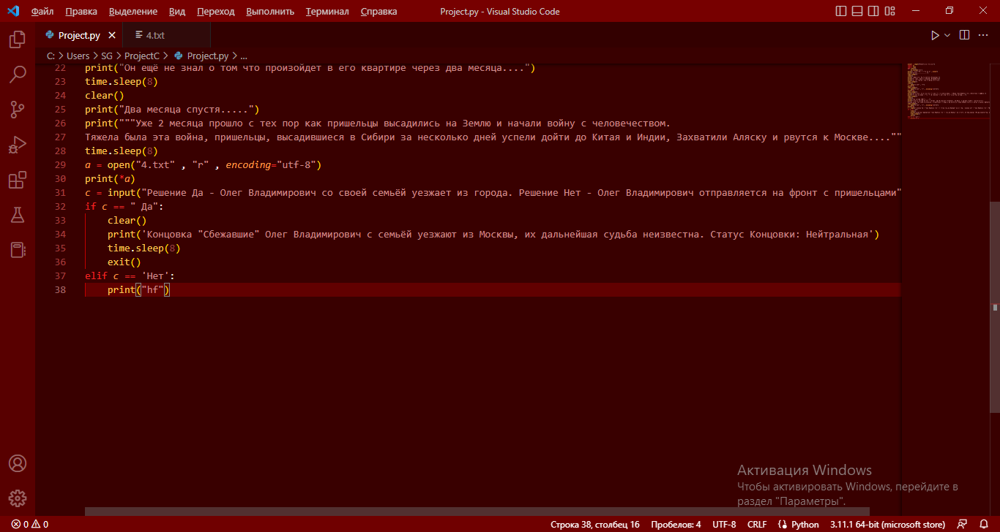 Файл Правка Выделение Вид Переход Выполнить Терминал Справка Project.py - Visual Studio Code
Project.py 4.txt
C: > Users > SG > ProjectC > Project.py > ...
22 print("Он ещё не знал о том что произойдет в его квартире через два месяца....")
23 time.sleep(8)
24 clear()
25 print("Два месяца спустя.....")
26 print("""Уже 2 месяца прошло с тех пор как пришельцы высадились на Землю и начали войну с человечеством.
27 Тяжела была эта война, пришельцы, высадившиеся в Сибири за несколько дней успели дойти до Китая и Индии, Захватили Аляску и рвутся к Москве....""
28 time.sleep(8)
29 a = open("4.txt" , "r" , encoding="utf-8")
30 print(*a)
31 c = input("Решение Да - Олег Владимирович со своей семьёй уезжает из города. Решение Нет - Олег Владимирович отправляется на фронт с пришельцами"
32 if c == " Да":
33 clear()
34 print('Концовка "Сбежавшие" Олег Владимирович с семьёй уезжают из Москвы, их дальнейшая судьба неизвестна. Статус Концовки: Нейтральная')
35 time.sleep(8)
36 exit()
37 elif c == 'Нет':
38 print("hf")
Активация Windows
Чтобы активировать Windows, перейдите в
раздел "Параметры".
0 0 Строка 38, столбец 16 Пробелов: 4 UTF-8 CRLF Python 3.11.1 64-bit (microsoft store)